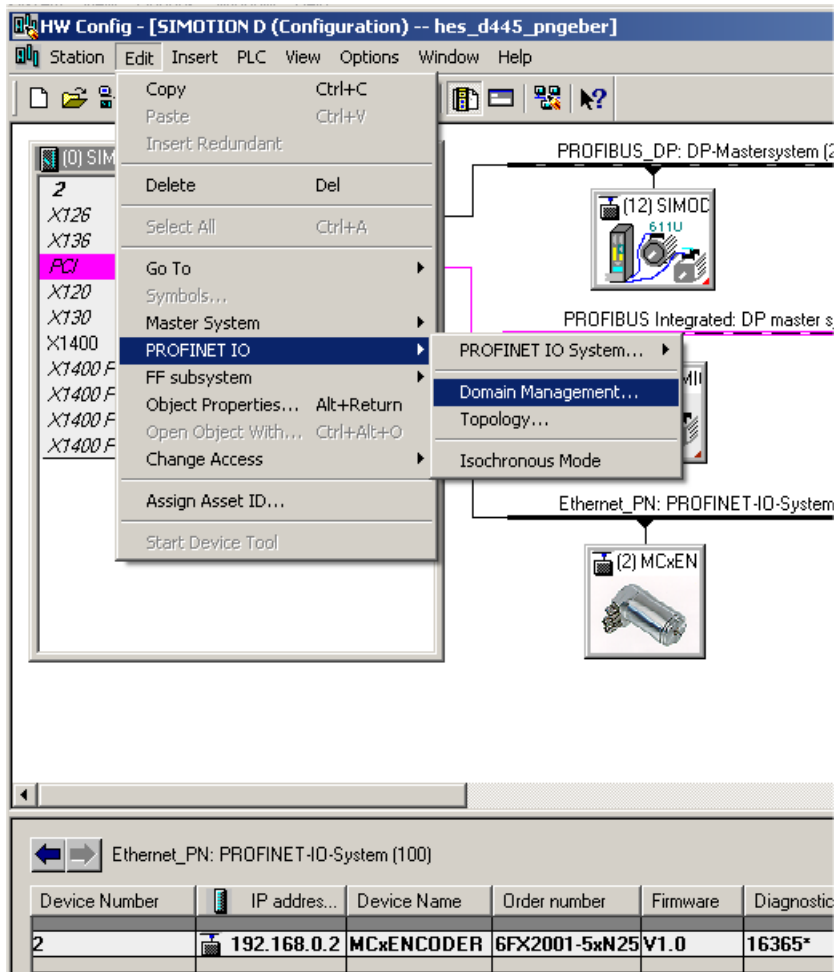 HW Config - [SIMOTION D (Configuration) -- hes_d445_pngeber]
Station Edit Insert PLC View Options Window Help
Copy Ctrl+C
Paste Ctrl+V
Insert Redundant
Delete Del
Select All Ctrl+A
Go To
Symbols...
Master System
PROFINET IO
FF subsystem
Object Properties... Alt+Return
Open Object With... Ctrl+Alt+O
Change Access
Assign Asset ID...
Start Device Tool
PROFINET IO System...
Domain Management...
Topology...
Isochronous Mode
(0) SIM
2
X126
X136
PCI
X120
X130
X1400
X1400 F
X1400 F
X1400 F
X1400 F
PROFIBUS_DP: DP-Mastersystem (2
(12) SIMOD
611U
PROFIBUS Integrated: DP master s
Ethernet_PN: PROFINET-IO-System
(2) MCxEN
Ethernet_PN: PROFINET-IO-System (100)
Device Number IP addres... Device Name Order number Firmware Diagnostic
2 192.168.0.2 MCxENCODER 6FX2001-5xN25 V1.0 16365*